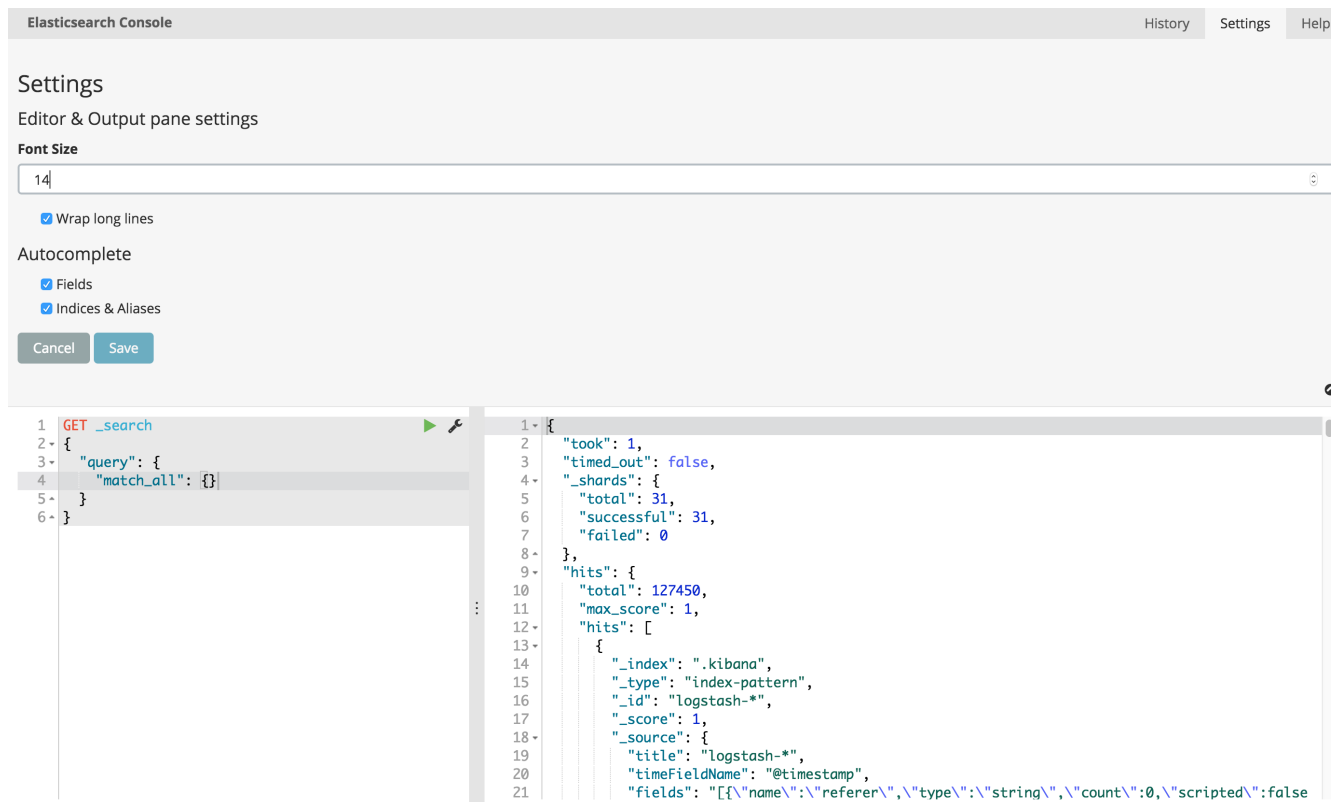 Elasticsearch Console History Settings Help
Settings
Editor & Output pane settings
Font Size
14
Wrap long lines
Autocomplete
Fields
Indices & Aliases
Cancel Save
1 GET _search
2 {
3 "query": {
4 "match_all": {}
5 }
6 }
1 {
2 "took": 1,
3 "timed_out": false,
4 "_shards": {
5 "total": 31,
6 "successful": 31,
7 "failed": 0
8 },
9 "hits": {
10 "total": 127450,
11 "max_score": 1,
12 "hits": [
13 {
14 "_index": ".kibana",
15 "_type": "index-pattern",
16 "_id": "logstash-*",
17 "_score": 1,
18 "_source": {
19 "title": "logstash-*",
20 "timeFieldName": "@timestamp",
21 "fields": "[{\"name\":\"referer\",\"type\":\"string\",\"count\":0,\"scripted\":false